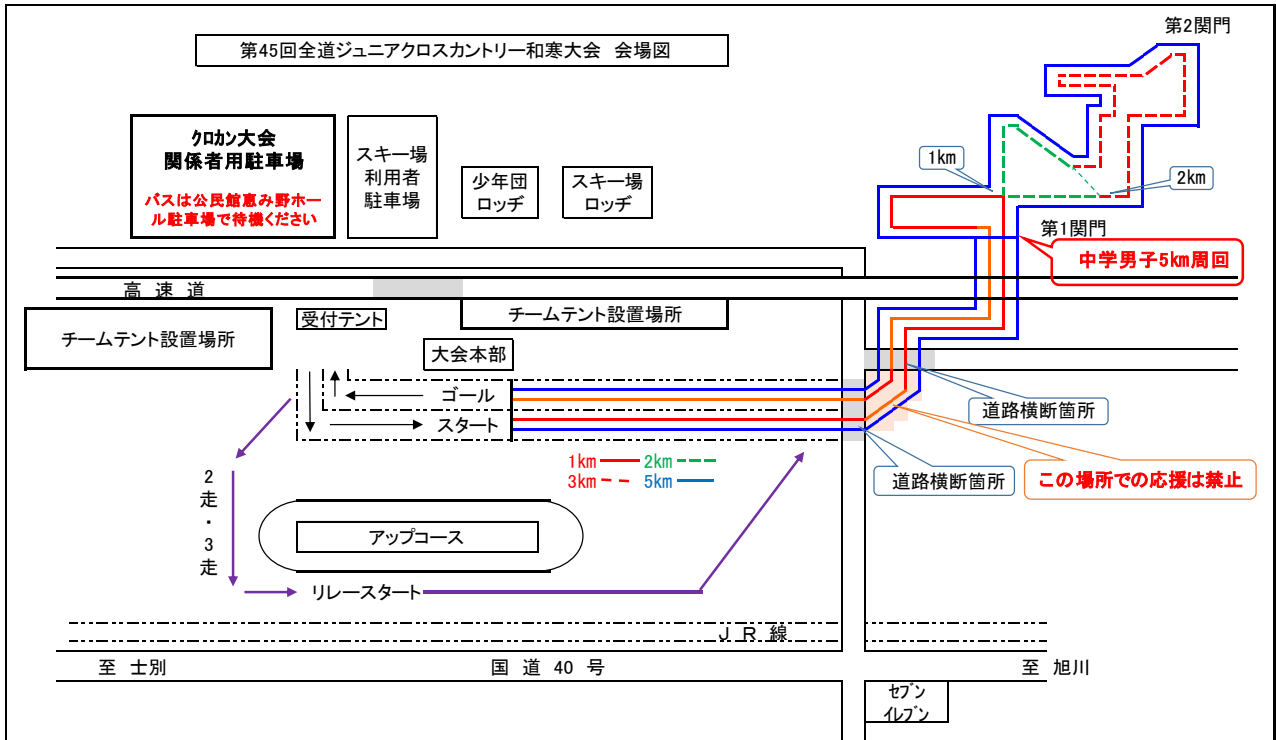 第45回全道ジュニアクロスカントリー和寒大会 会場図
第2関門
クロカン大会
関係者用駐車場
バスは公民館恵み野ホー
ル駐車場で待機ください
スキー場
利用者
駐車場
少年団
ロッヂ
スキー場
ロッヂ
1km
2km
第1関門
中学男子5km周回
高 速 道
チームテント設置場所
受付テント
チームテント設置場所
大会本部
ゴール
スタート
道路横断箇所
道路横断箇所
この場所での応援は禁止
1km
2km
3km
5km
2走・3走
アップコース
リレースタート
ＪＲ線
至 士別
国 道 40 号
至 旭川
ｾﾌﾞﾝ
ｲﾚﾌﾞﾝ